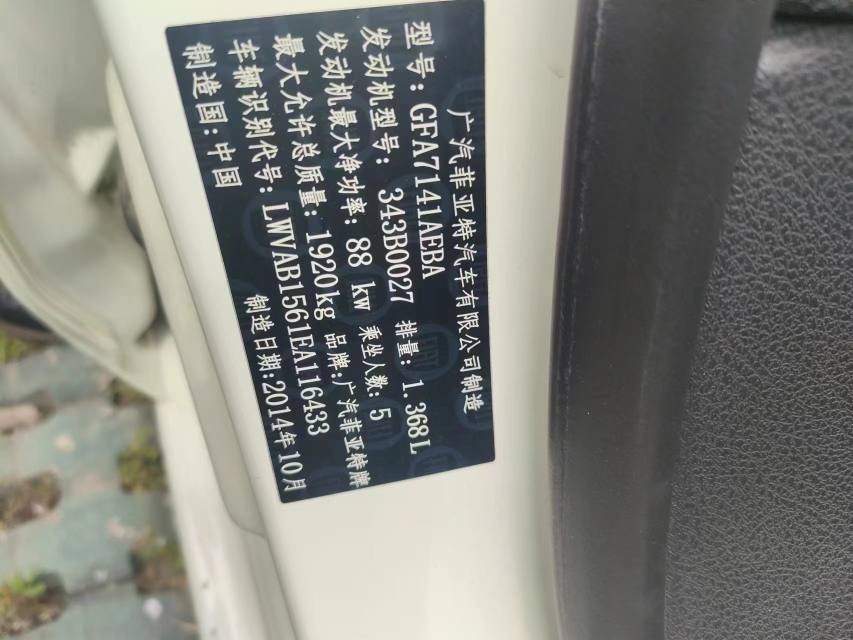 广汽菲亚特汽车有限公司制造
型号:GFA7141AEBA
发动机型号:343B0027 排量:1.368L
发动机最大净功率:88 kw 乘坐人数:5
最大允许总质量:1920kg 品牌:广汽菲亚特牌
车辆识别代号:LWVAB1561EA116433
制造国:中国 制造日期:2014年10月